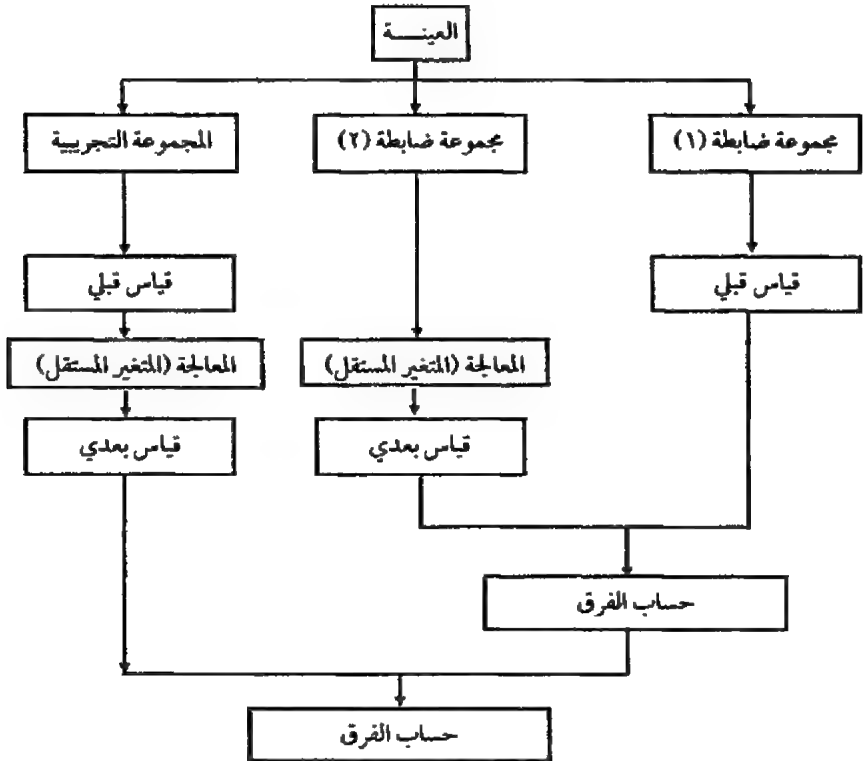 العينـــــة
مجموعة ضابطة (١)
مجموعة ضابطة (٢)
المجموعة التجريبية
قياس قبلي
قياس قبلي
المعالجة (المتغير المستقل)
المعالجة (المتغير المستقل)
قياس بعدي
قياس بعدي
حساب الفرق
حساب الفرق